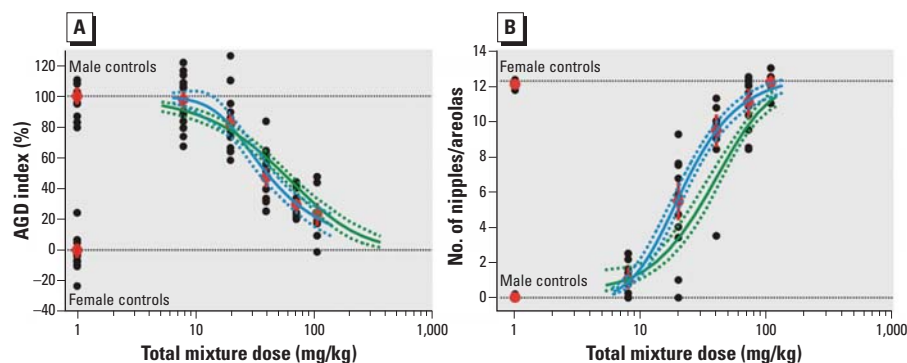 A
B
Male controls
Female controls
AGD index (%)
120
100
80
60
40
20
0
–20
–40
1
10
100
1,000
Total mixture dose (mg/kg)
Female controls
Male controls
No. of nipples/areolas
14
12
10
8
6
4
2
0
1
10
100
1,000
Total mixture dose (mg/kg)